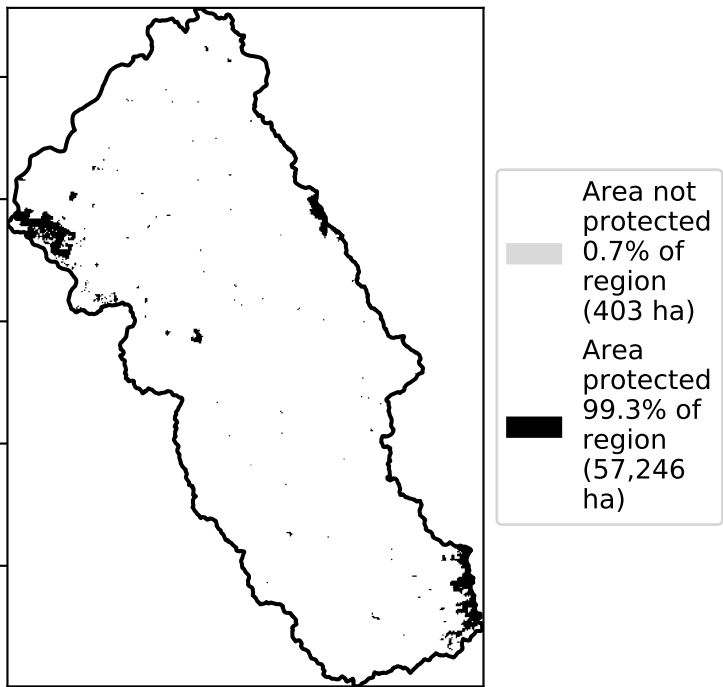 Area not
protected
0.7% of
region
(403 ha)
Area
protected
99.3% of
region
(57,246
ha)